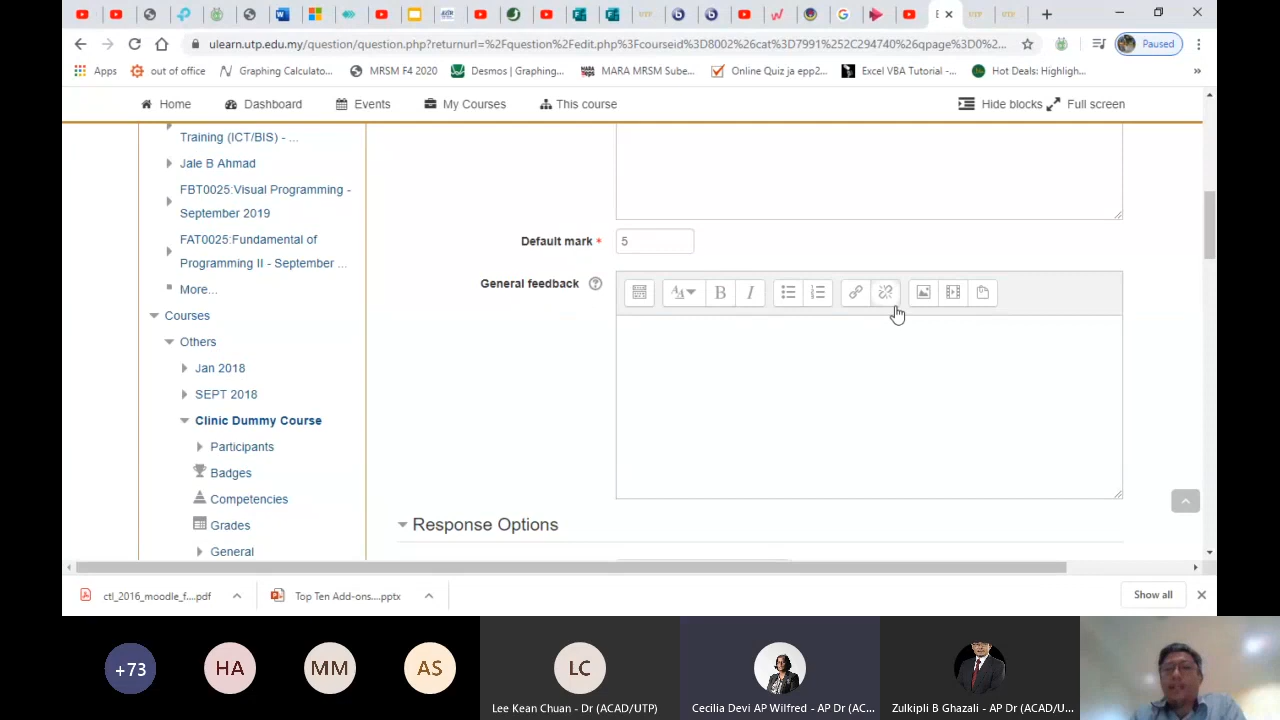 E
ulearn.utp.edu.my/question/question.php?returnurl=%2Fquestion%2Fedit.php%3Fcourseid%3D8002%26cat%3D7991%252C294740%26qpage%3D0%2...
Paused
Apps
out of office
Graphing Calculato...
MRSM F4 2020
Desmos | Graphing...
MARA MRSM Sube...
Online Quiz ja epp2...
Excel VBA Tutorial -...
Hot Deals: Highligh...
»
Home
Dashboard
Events
My Courses
This course
Hide blocks
Full screen
Training (ICT/BIS) - ...
Jale B Ahmad
FBT0025:Visual Programming -
September 2019
FAT0025:Fundamental of
Programming II - September ...
More...
Courses
Others
Jan 2018
SEPT 2018
Clinic Dummy Course
Participants
Badges
Competencies
Grades
General
Default mark *
5
General feedback
B
I
Response Options
ctl_2016_moodle_f....pdf
Top Ten Add-ons....pptx
Show all
+73
HA
MM
AS
LC
Lee Kean Chuan - Dr (ACAD/UTP)
Cecilia Devi AP Wilfred - AP Dr (AC...
Zulkipli B Ghazali - AP Dr (ACAD/U...